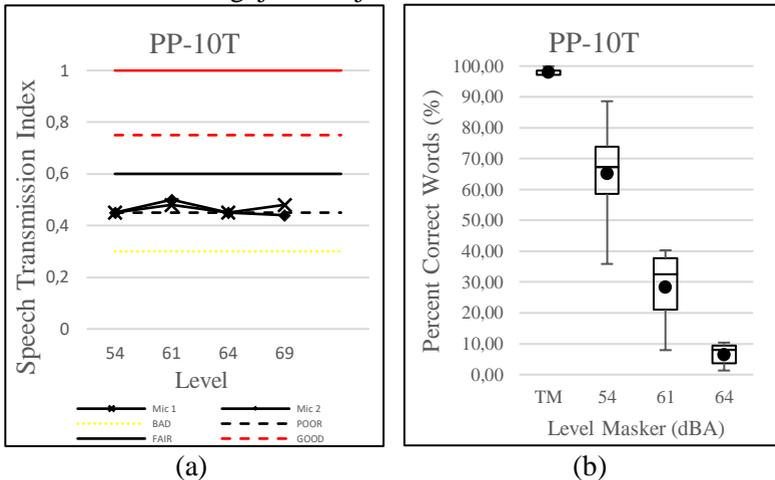 PP-10T
Speech Transmission Index
1
0,8
0,6
0,4
0,2
0
54 61 64 69
Level
Mic 1 Mic 2
BAD POOR
FAIR GOOD
(a)
PP-10T
Percent Correct Words (%)
100,00
90,00
80,00
70,00
60,00
50,00
40,00
30,00
20,00
10,00
0,00
TM 54 61 64
Level Masker (dBA)
(b)